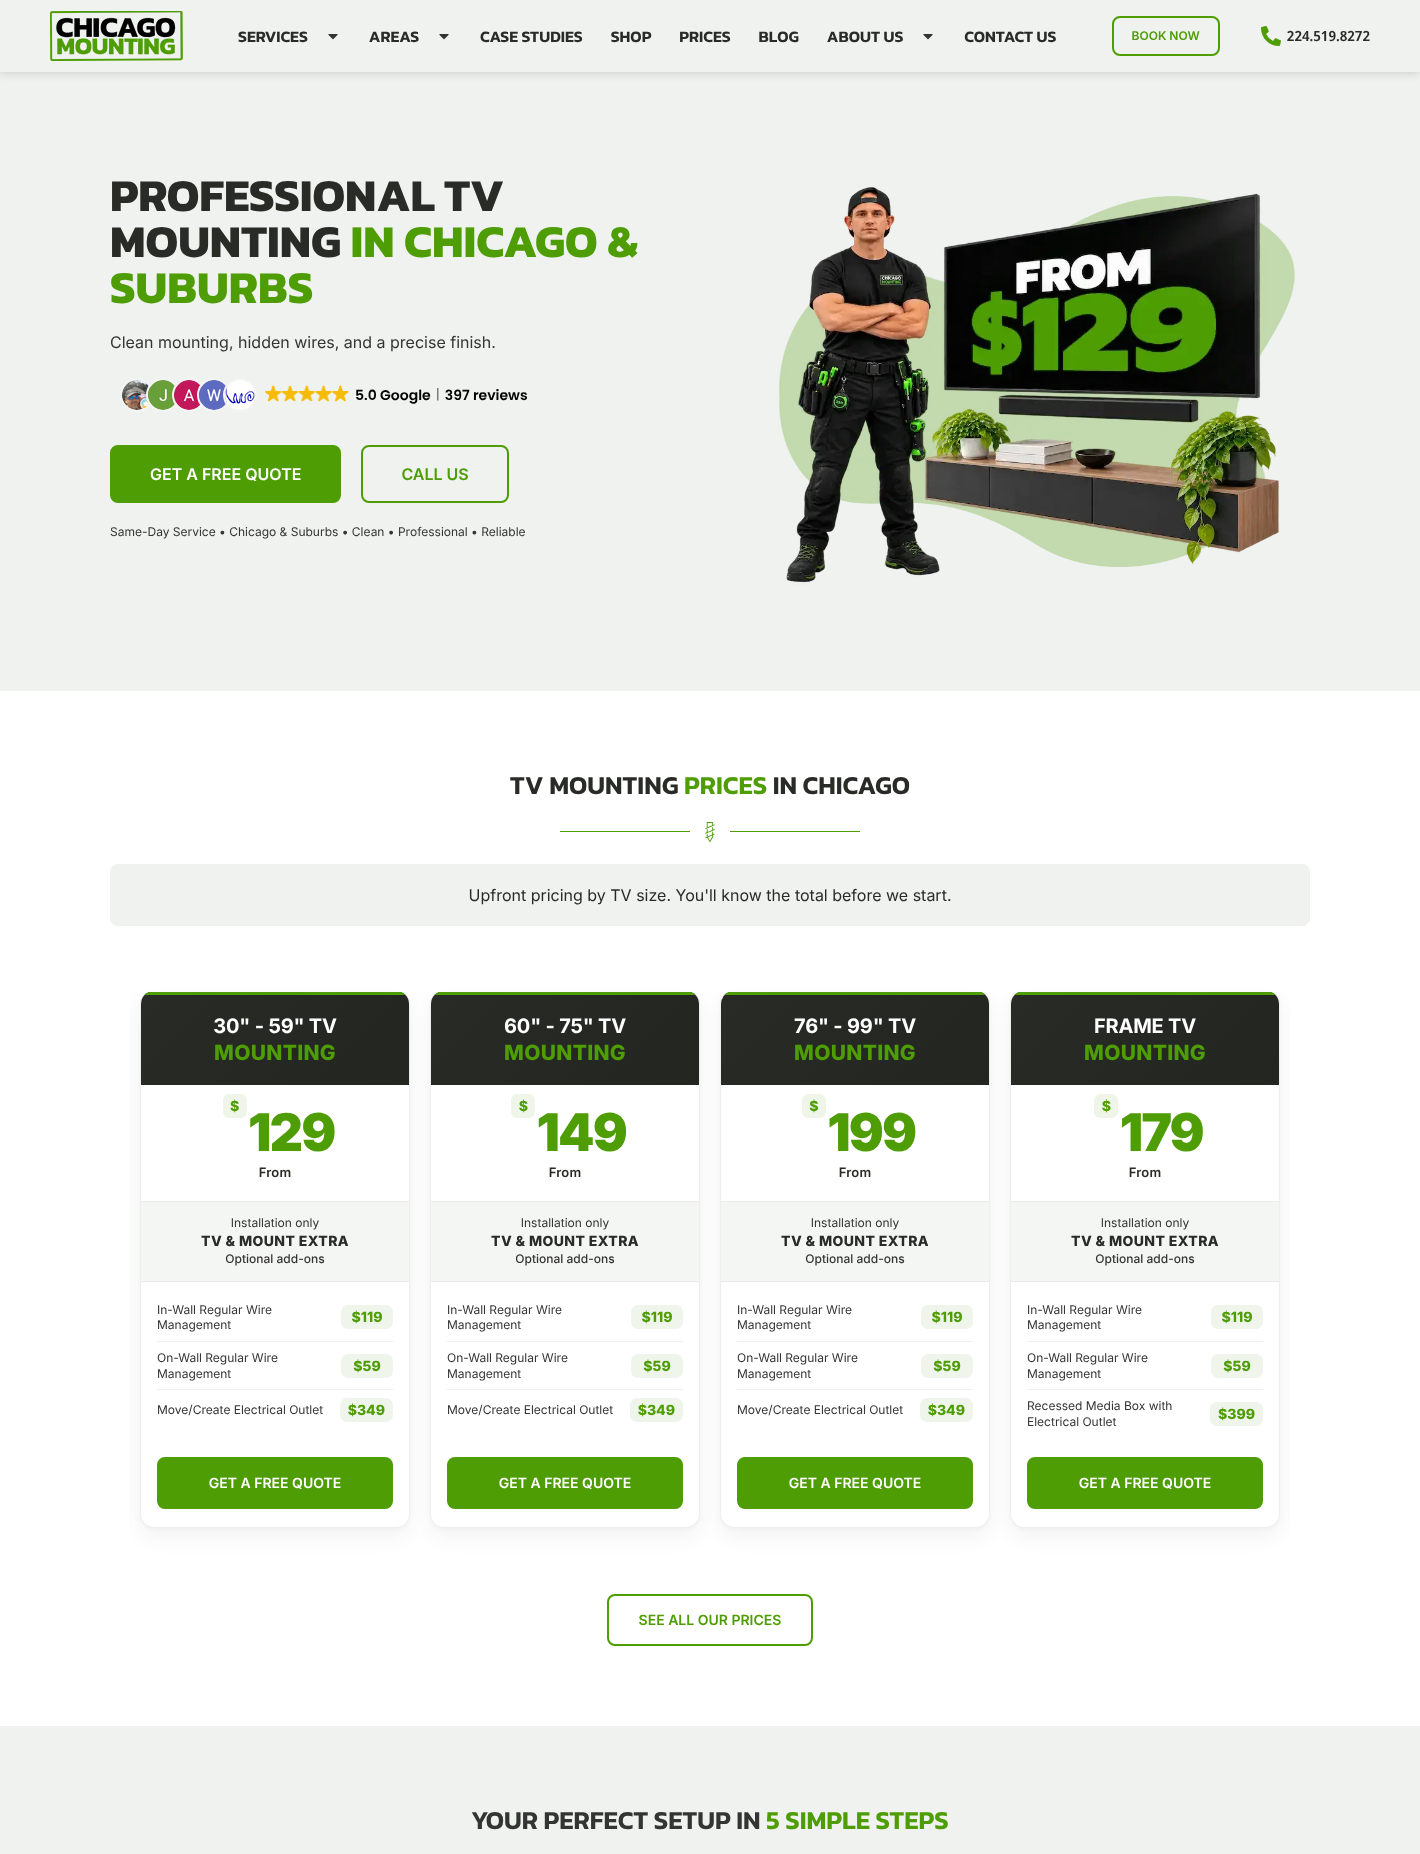 CHICAGO
MOUNTING
SERVICES
AREAS
CASE STUDIES
SHOP
PRICES
BLOG
ABOUT US
CONTACT US
BOOK NOW
224.519.8272
PROFESSIONAL TV
MOUNTING IN CHICAGO &
SUBURBS
Clean mounting, hidden wires, and a precise finish.
J A W
5.0 Google | 397 reviews
GET A FREE QUOTE
CALL US
Same-Day Service • Chicago & Suburbs • Clean • Professional • Reliable
CHICAGO
MOUNTING
FROM
$129
TV MOUNTING PRICES IN CHICAGO
Upfront pricing by TV size. You'll know the total before we start.
30" - 59" TV
MOUNTING
$ 129
From
Installation only
TV & MOUNT EXTRA
Optional add-ons
In-Wall Regular Wire
Management
$119
On-Wall Regular Wire
Management
$59
Move/Create Electrical Outlet
$349
GET A FREE QUOTE
60" - 75" TV
MOUNTING
$ 149
From
Installation only
TV & MOUNT EXTRA
Optional add-ons
In-Wall Regular Wire
Management
$119
On-Wall Regular Wire
Management
$59
Move/Create Electrical Outlet
$349
GET A FREE QUOTE
76" - 99" TV
MOUNTING
$ 199
From
Installation only
TV & MOUNT EXTRA
Optional add-ons
In-Wall Regular Wire
Management
$119
On-Wall Regular Wire
Management
$59
Move/Create Electrical Outlet
$349
GET A FREE QUOTE
FRAME TV
MOUNTING
$ 179
From
Installation only
TV & MOUNT EXTRA
Optional add-ons
In-Wall Regular Wire
Management
$119
On-Wall Regular Wire
Management
$59
Recessed Media Box with
Electrical Outlet
$399
GET A FREE QUOTE
SEE ALL OUR PRICES
YOUR PERFECT SETUP IN 5 SIMPLE STEPS